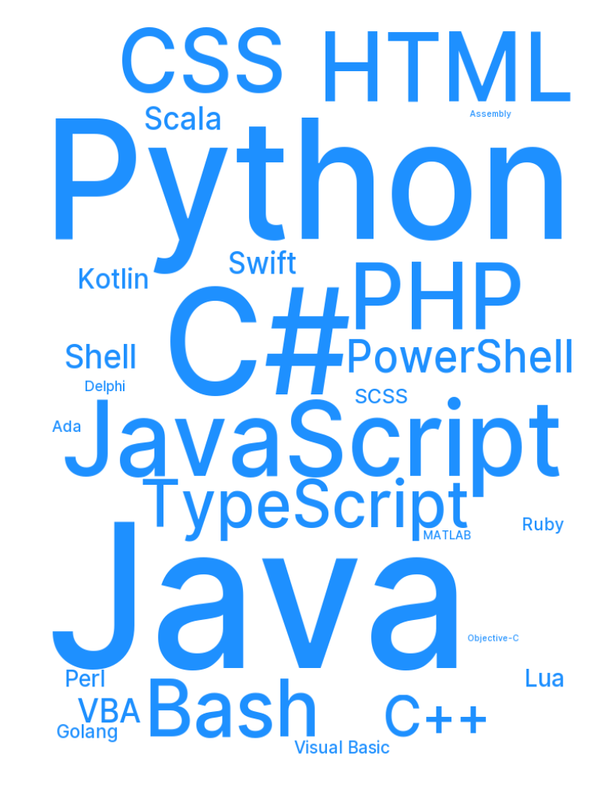 CSS HTML
Scala
Assembly
Python
Swift
Kotlin
C#
PHP
Shell
PowerShell
Delphi
SCSS
Ada
JavaScript
TypeScript
Ruby
MATLAB
Java
Objective-C
Perl
Lua
VBA
Bash
C++
Golang
Visual Basic